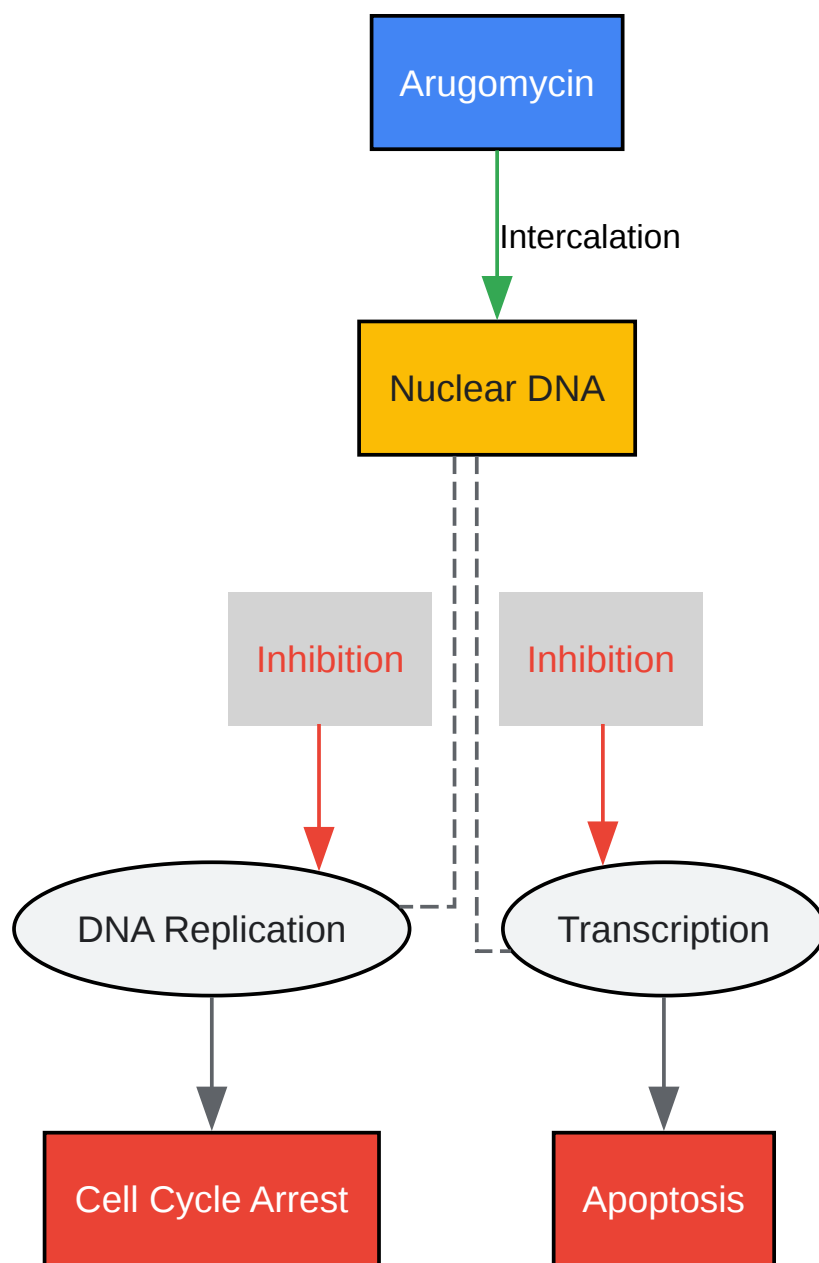 Arugomycin
Intercalation
Nuclear DNA
Inhibition
Inhibition
DNA Replication
Transcription
Cell Cycle Arrest
Apoptosis